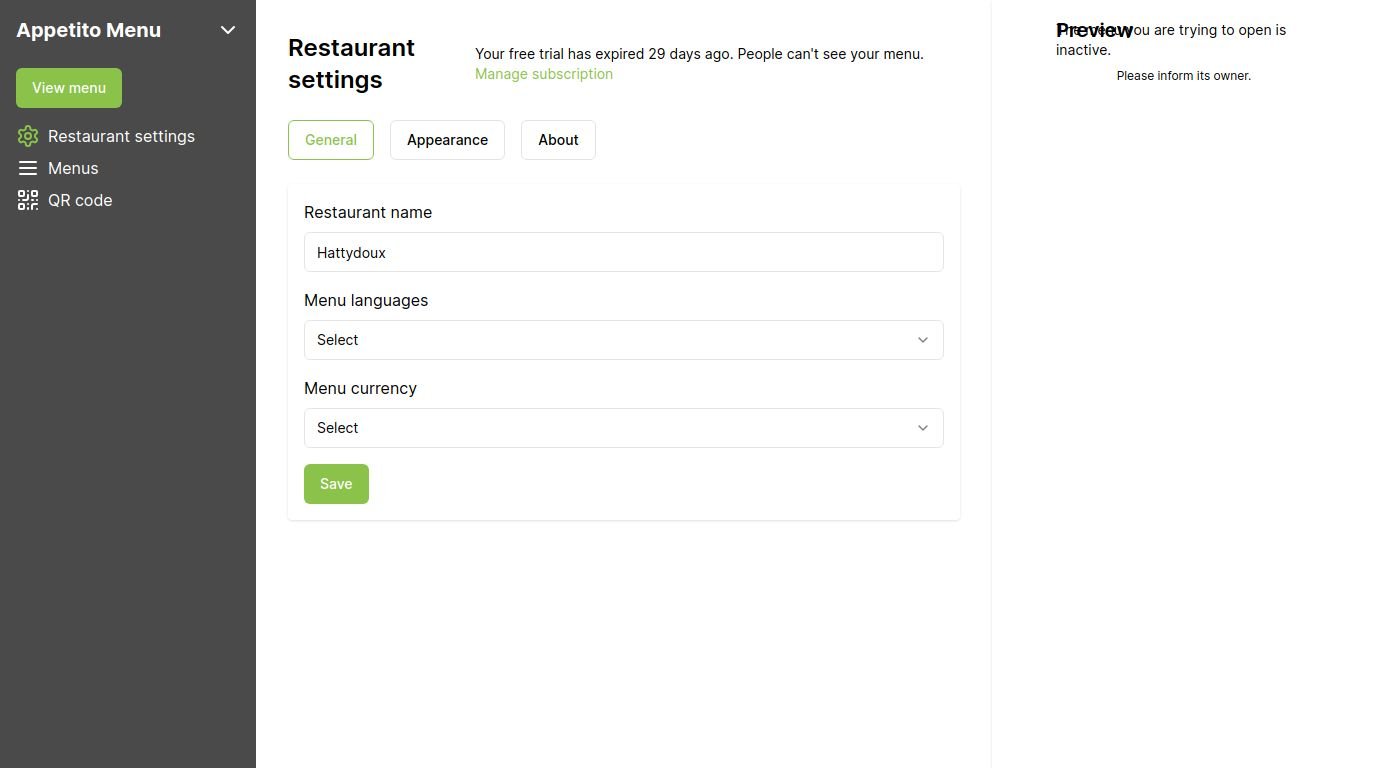 Appetito Menu
View menu
Restaurant settings
Menus
QR code
Restaurant
settings
Your free trial has expired 29 days ago. People can't see your menu.
Manage subscription
General
Appearance
About
Restaurant name
Hattydoux
Menu languages
Select
Menu currency
Select
Save
Preview
The menu you are trying to open is
inactive.
Please inform its owner.